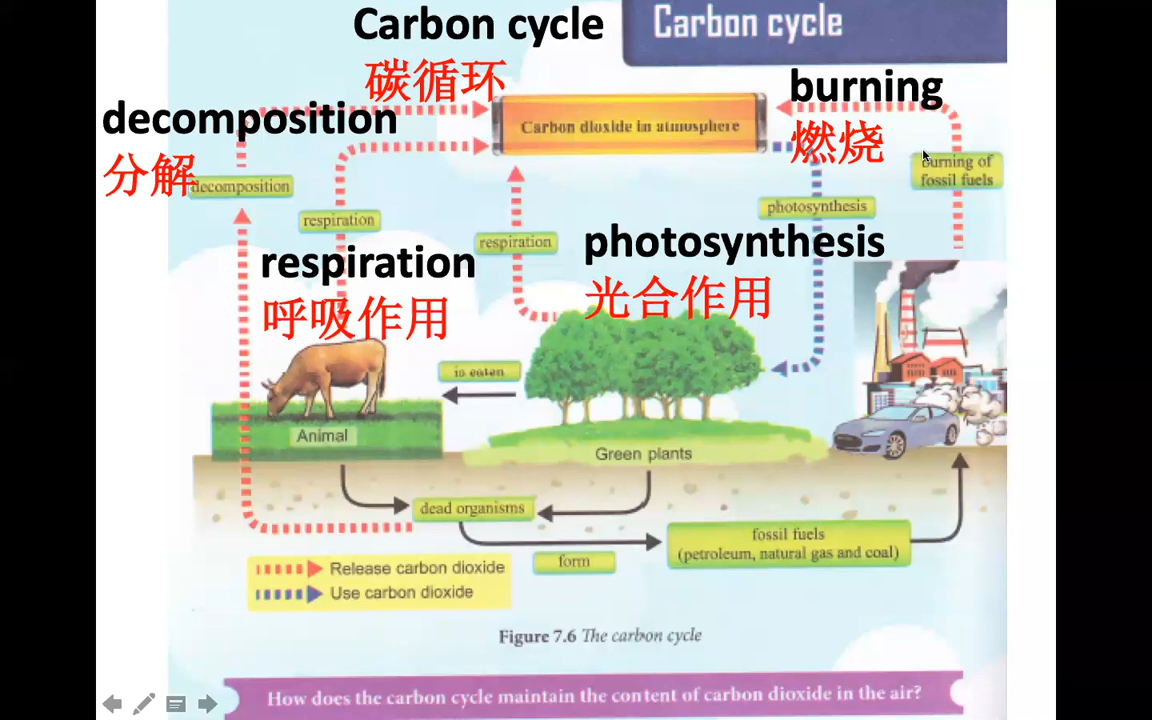 Carbon cycle
Carbon cycle
碳循环
burning
decomposition
Carbon dioxide in atmosphere
燃烧
分解
decomposition
burning of
fossil fuels
respiration
photosynthesis
respiration
photosynthesis
respiration
呼吸作用
光合作用
is eaten
Animal
Green plants
dead organisms
fossil fuels
(petroleum, natural gas and coal)
form
Release carbon dioxide
Use carbon dioxide
Figure 7.6 The carbon cycle
How does the carbon cycle maintain the content of carbon dioxide in the air?